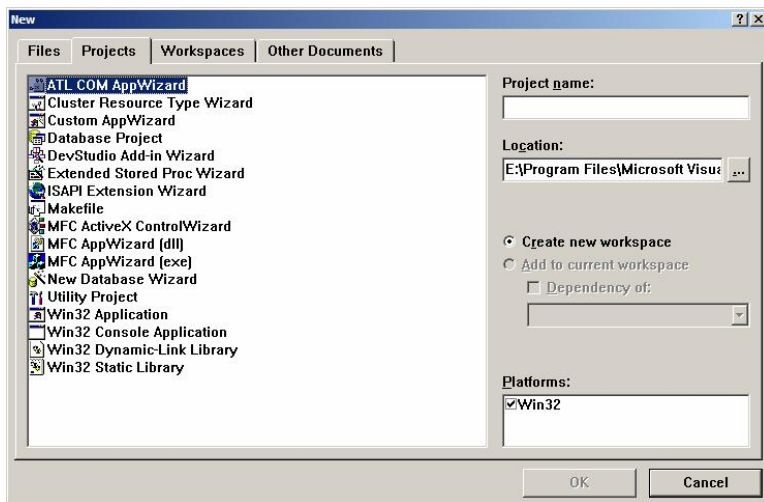 New
Files Projects Workspaces Other Documents
ATL COM AppWizard
Cluster Resource Type Wizard
Custom AppWizard
Database Project
DevStudio Add-in Wizard
Extended Stored Proc Wizard
ISAPI Extension Wizard
Makefile
MFC ActiveX ControlWizard
MFC AppWizard (dll)
MFC AppWizard (exe)
New Database Wizard
Utility Project
Win32 Application
Win32 Console Application
Win32 Dynamic-Link Library
Win32 Static Library
Project name:
Location:
E:\Program Files\Microsoft Visua ...
Create new workspace
Add to current workspace
Dependency of:
Platforms:
Win32
OK Cancel